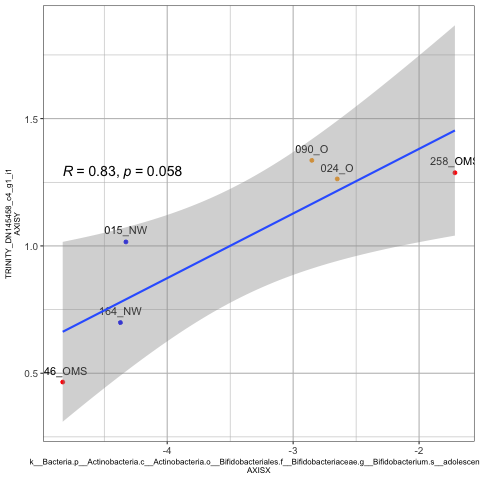 1.5
1.0
0.5
R = 0.83, p = 0.058
090_O
024_O
258_OMS
015_NW
164_NW
46_OMS
-4
-3
-2
TRINITY_DN145458_c4_g1_i1
AXISY
k__Bacteria.p__Actinobacteria.c__Actinobacteria.o__Bifidobacteriales.f__Bifidobacteriaceae.g__Bifidobacterium.s__adolescen
AXISX